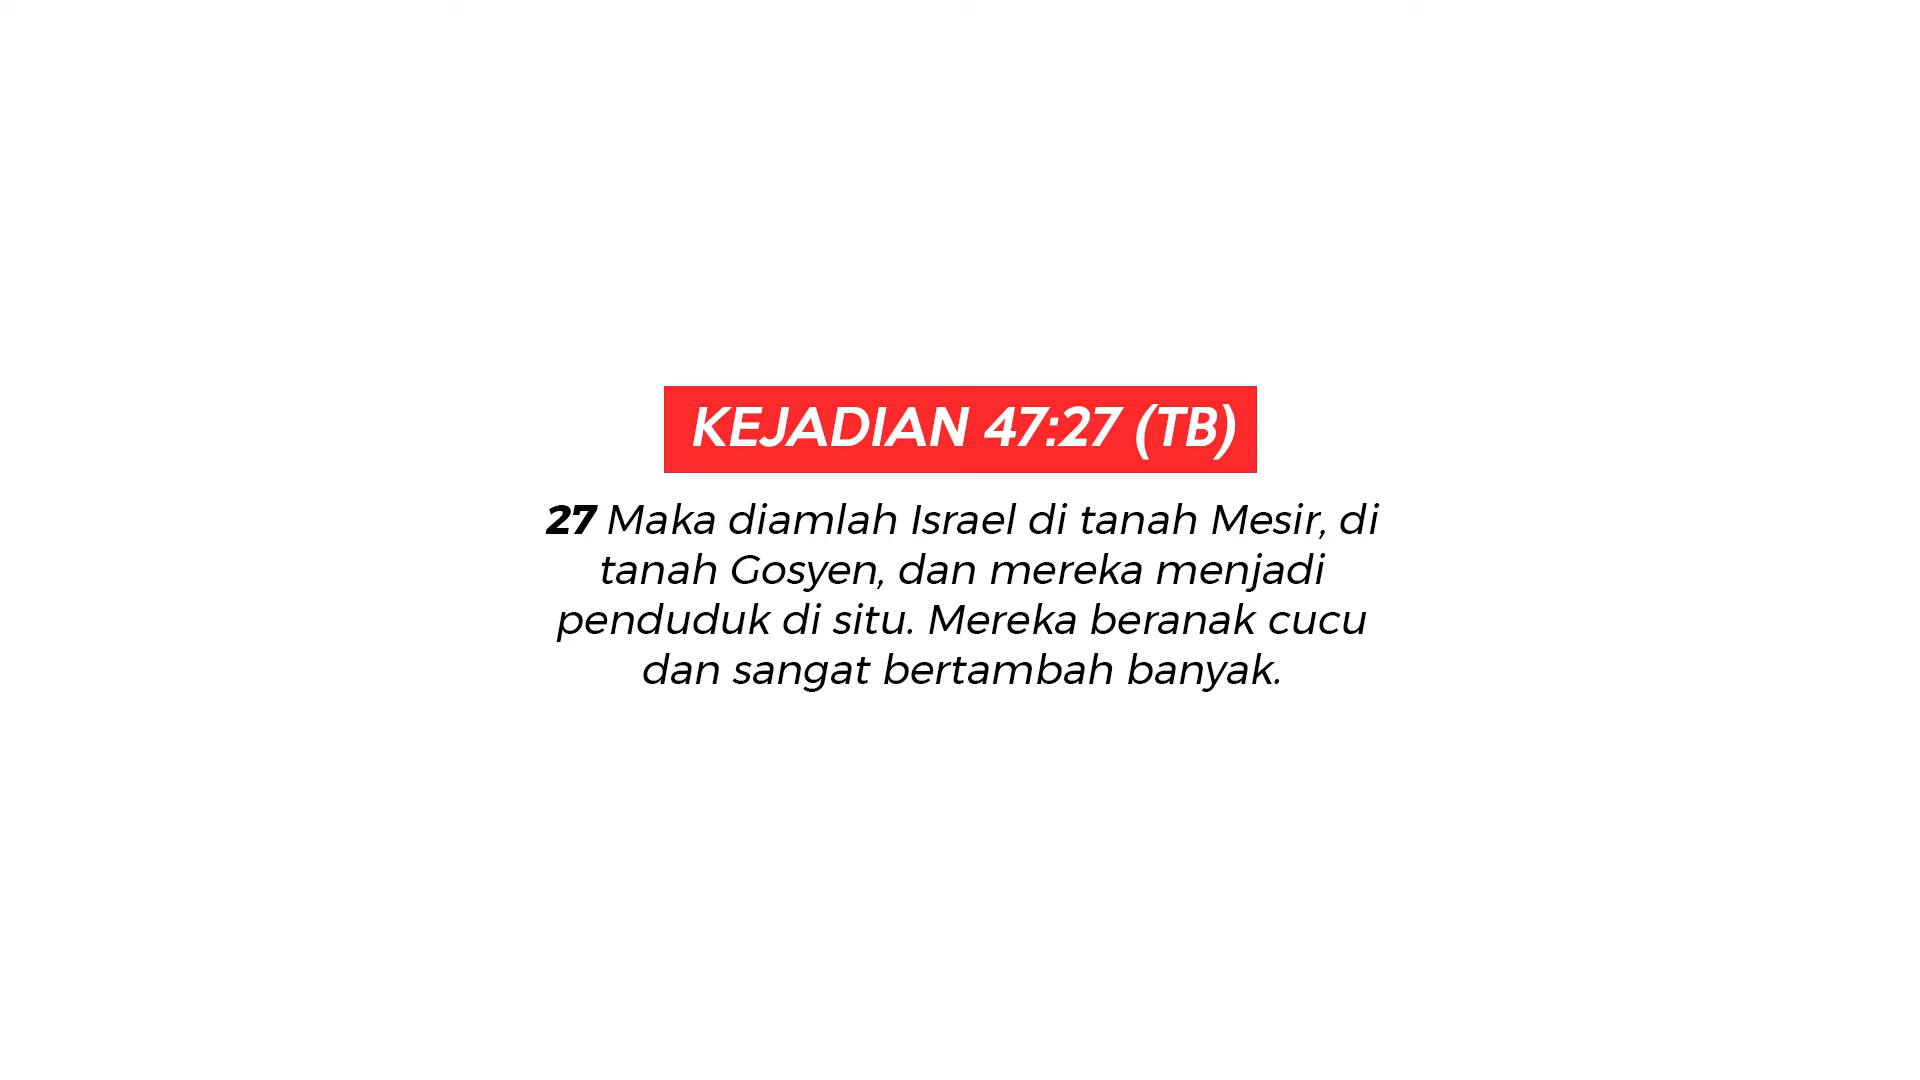 KEJADIAN 47:27 (TB)
27 Maka diamlah Israel di tanah Mesir, di
tanah Gosyen, dan mereka menjadi
penduduk di situ. Mereka beranak cucu
dan sangat bertambah banyak.